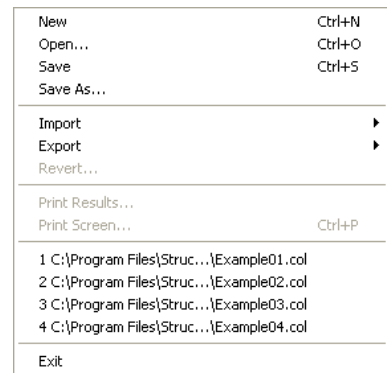 New Ctrl+N
Open... Ctrl+O
Save Ctrl+S
Save As...
Import
Export
Revert...
Print Results...
Print Screen... Ctrl+P
1 C:\Program Files\Struc...\Example01.col
2 C:\Program Files\Struc...\Example02.col
3 C:\Program Files\Struc...\Example03.col
4 C:\Program Files\Struc...\Example04.col
Exit